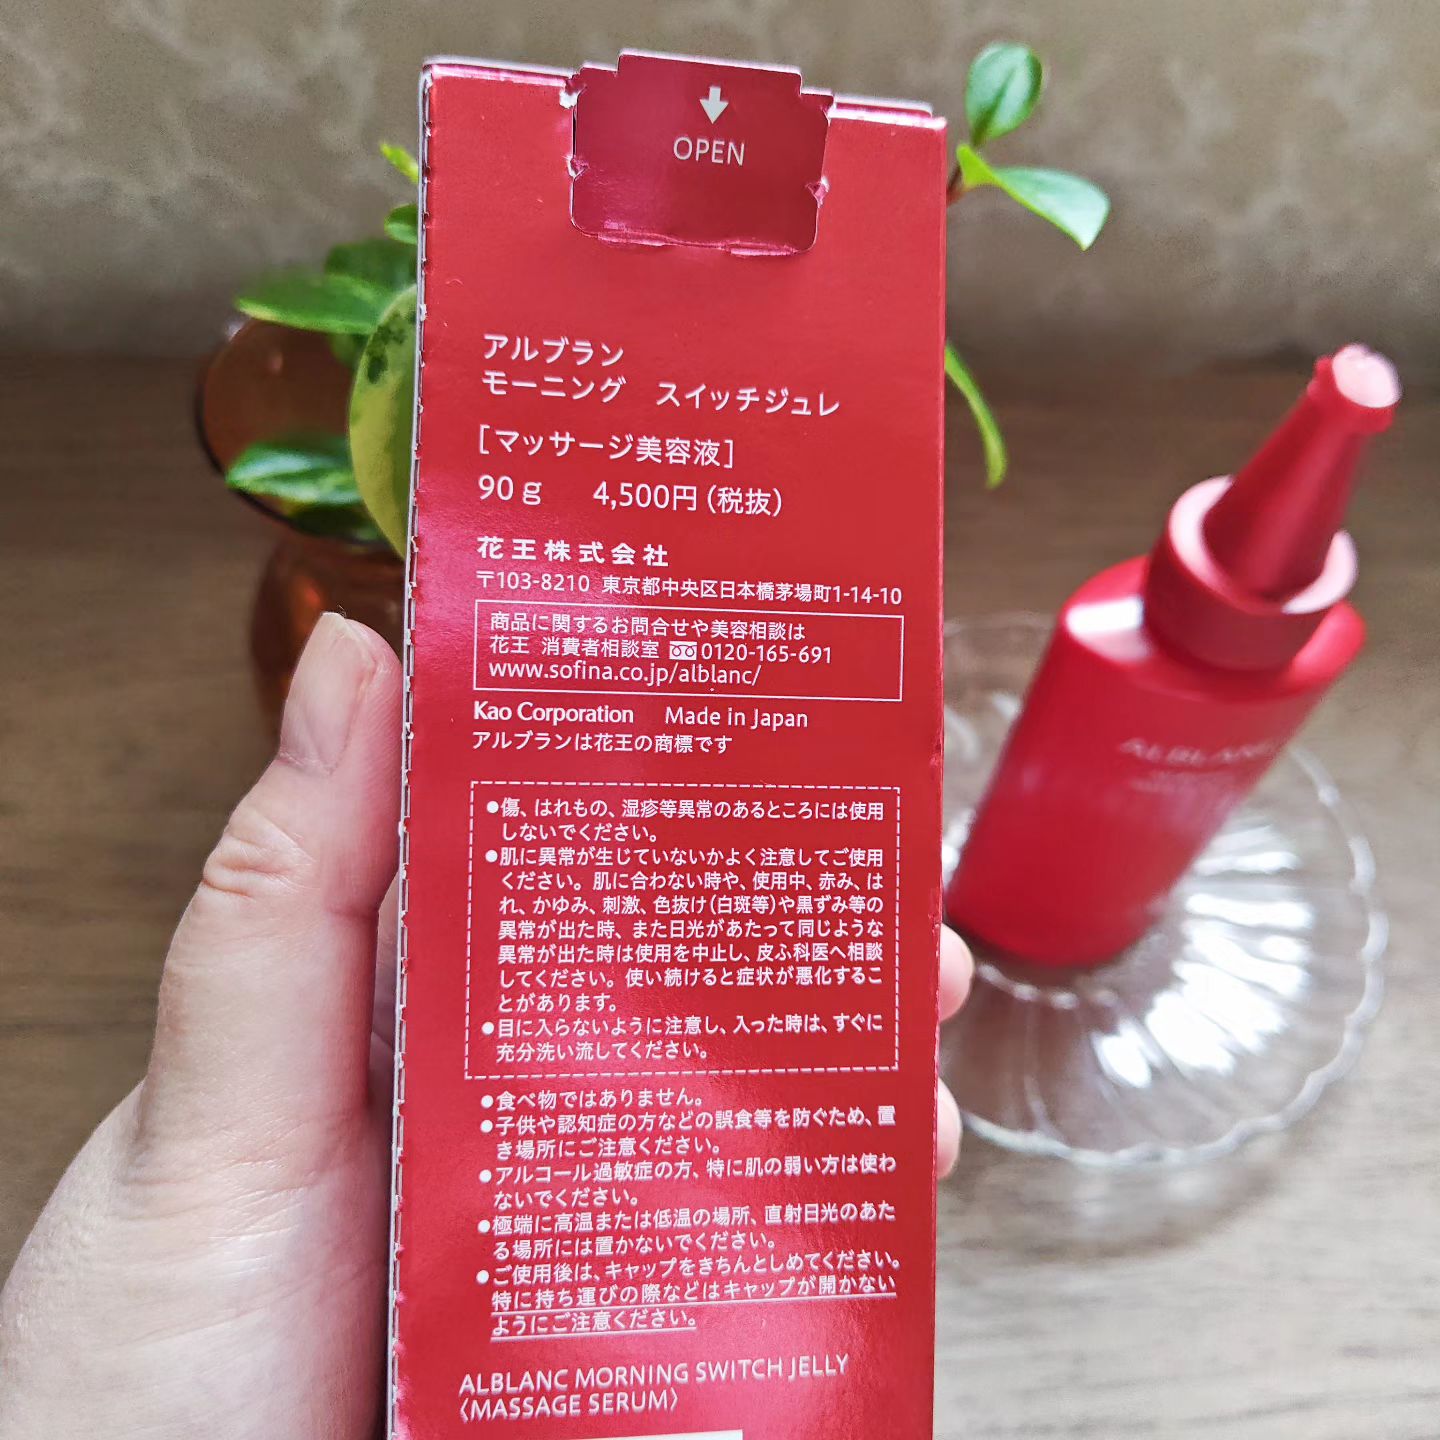 OPEN
アルブラン
モーニング　スイッチジュレ
［マッサージ美容液］
90g　4,500円（税抜）
花王株式会社
〒103-8210 東京都中央区日本橋茅場町1-14-10
商品に関するお問合せや美容相談は
花王 消費者相談室 0120-165-691
www.sofina.co.jp/alblanc/
Kao Corporation　Made in Japan
アルブランは花王の商標です
●傷、はれもの、湿疹等異常のあるところには使用
しないでください。
●肌に異常が生じていないかよく注意してご使用
ください。肌に合わない時や、使用中、赤み、は
れ、かゆみ、刺激、色抜け（白斑等）や黒ずみ等の
異常が出た時、また日光があたって同じような
異常が出た時は使用を中止し、皮ふ科医へ相談
してください。使い続けると症状が悪化するこ
とがあります。
●目に入らないように注意し、入った時は、すぐに
充分洗い流してください。
●食べ物ではありません。
●子供や認知症の方などの誤食等を防ぐため、置
き場所にご注意ください。
●アルコール過敏症の方、特に肌の弱い方は使わ
ないでください。
●極端に高温または低温の場所、直射日光のあた
る場所には置かないでください。
●ご使用後は、キャップをきちんとしめてください。
特に持ち運びの際などはキャップが開かない
ようにご注意ください。
ALBLANC MORNING SWITCH JELLY
〈MASSAGE SERUM〉
ALBLANC